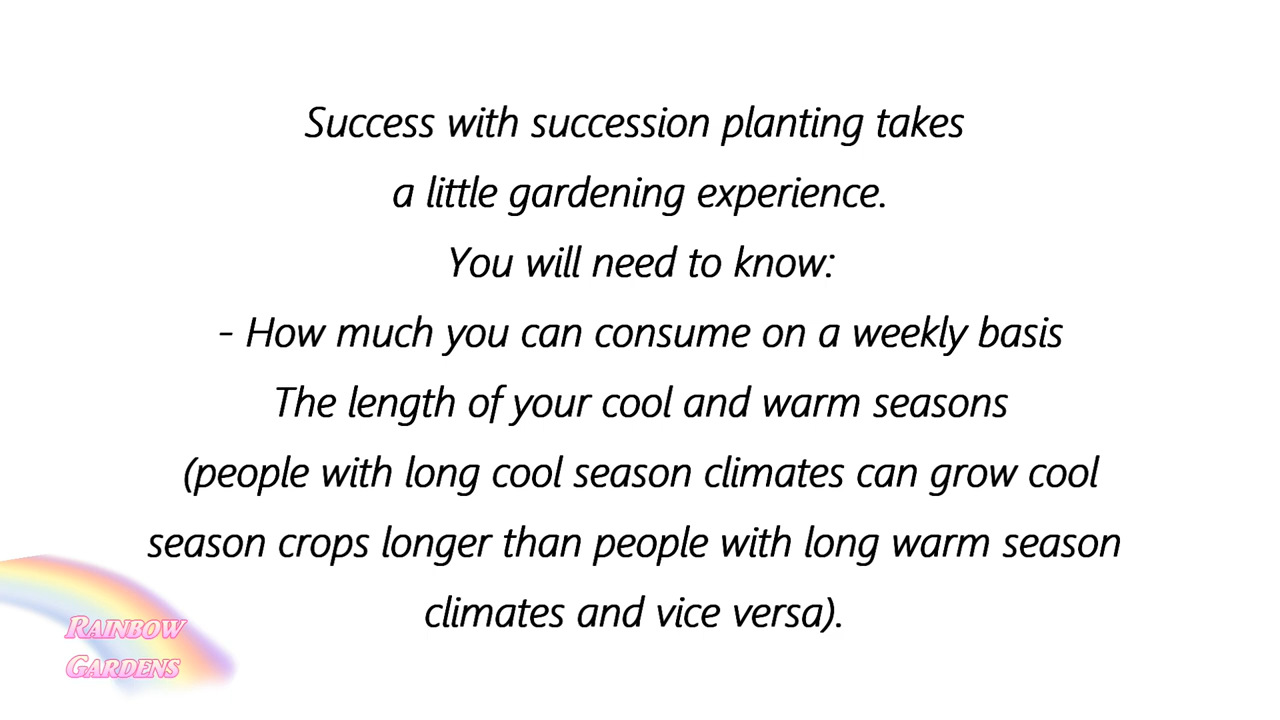 Success with succession planting takes
a little gardening experience.
You will need to know:
- How much you can consume on a weekly basis
The length of your cool and warm seasons
(people with long cool season climates can grow cool
season crops longer than people with long warm season
climates and vice versa).
Rainbow
Gardens